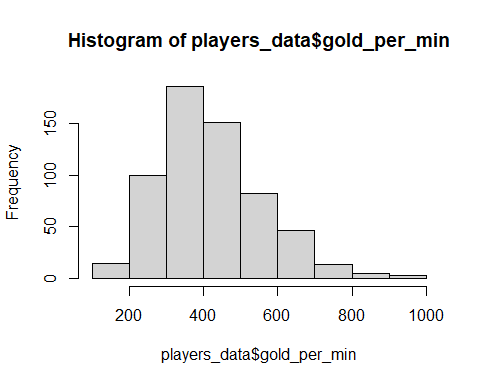 Histogram of players_data$gold_per_min
Frequency
150
100
50
0
200 400 600 800 1000
players_data$gold_per_min